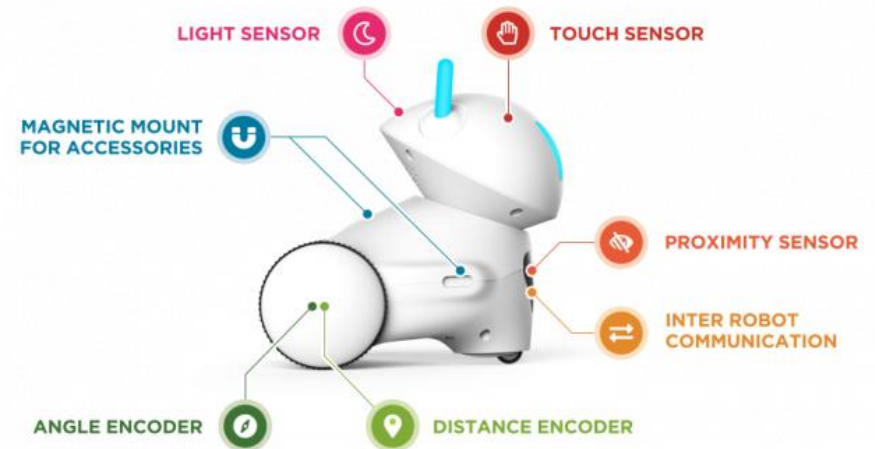 LIGHT SENSOR
TOUCH SENSOR
MAGNETIC MOUNT
FOR ACCESSORIES
PROXIMITY SENSOR
INTER ROBOT
COMMUNICATION
ANGLE ENCODER
DISTANCE ENCODER